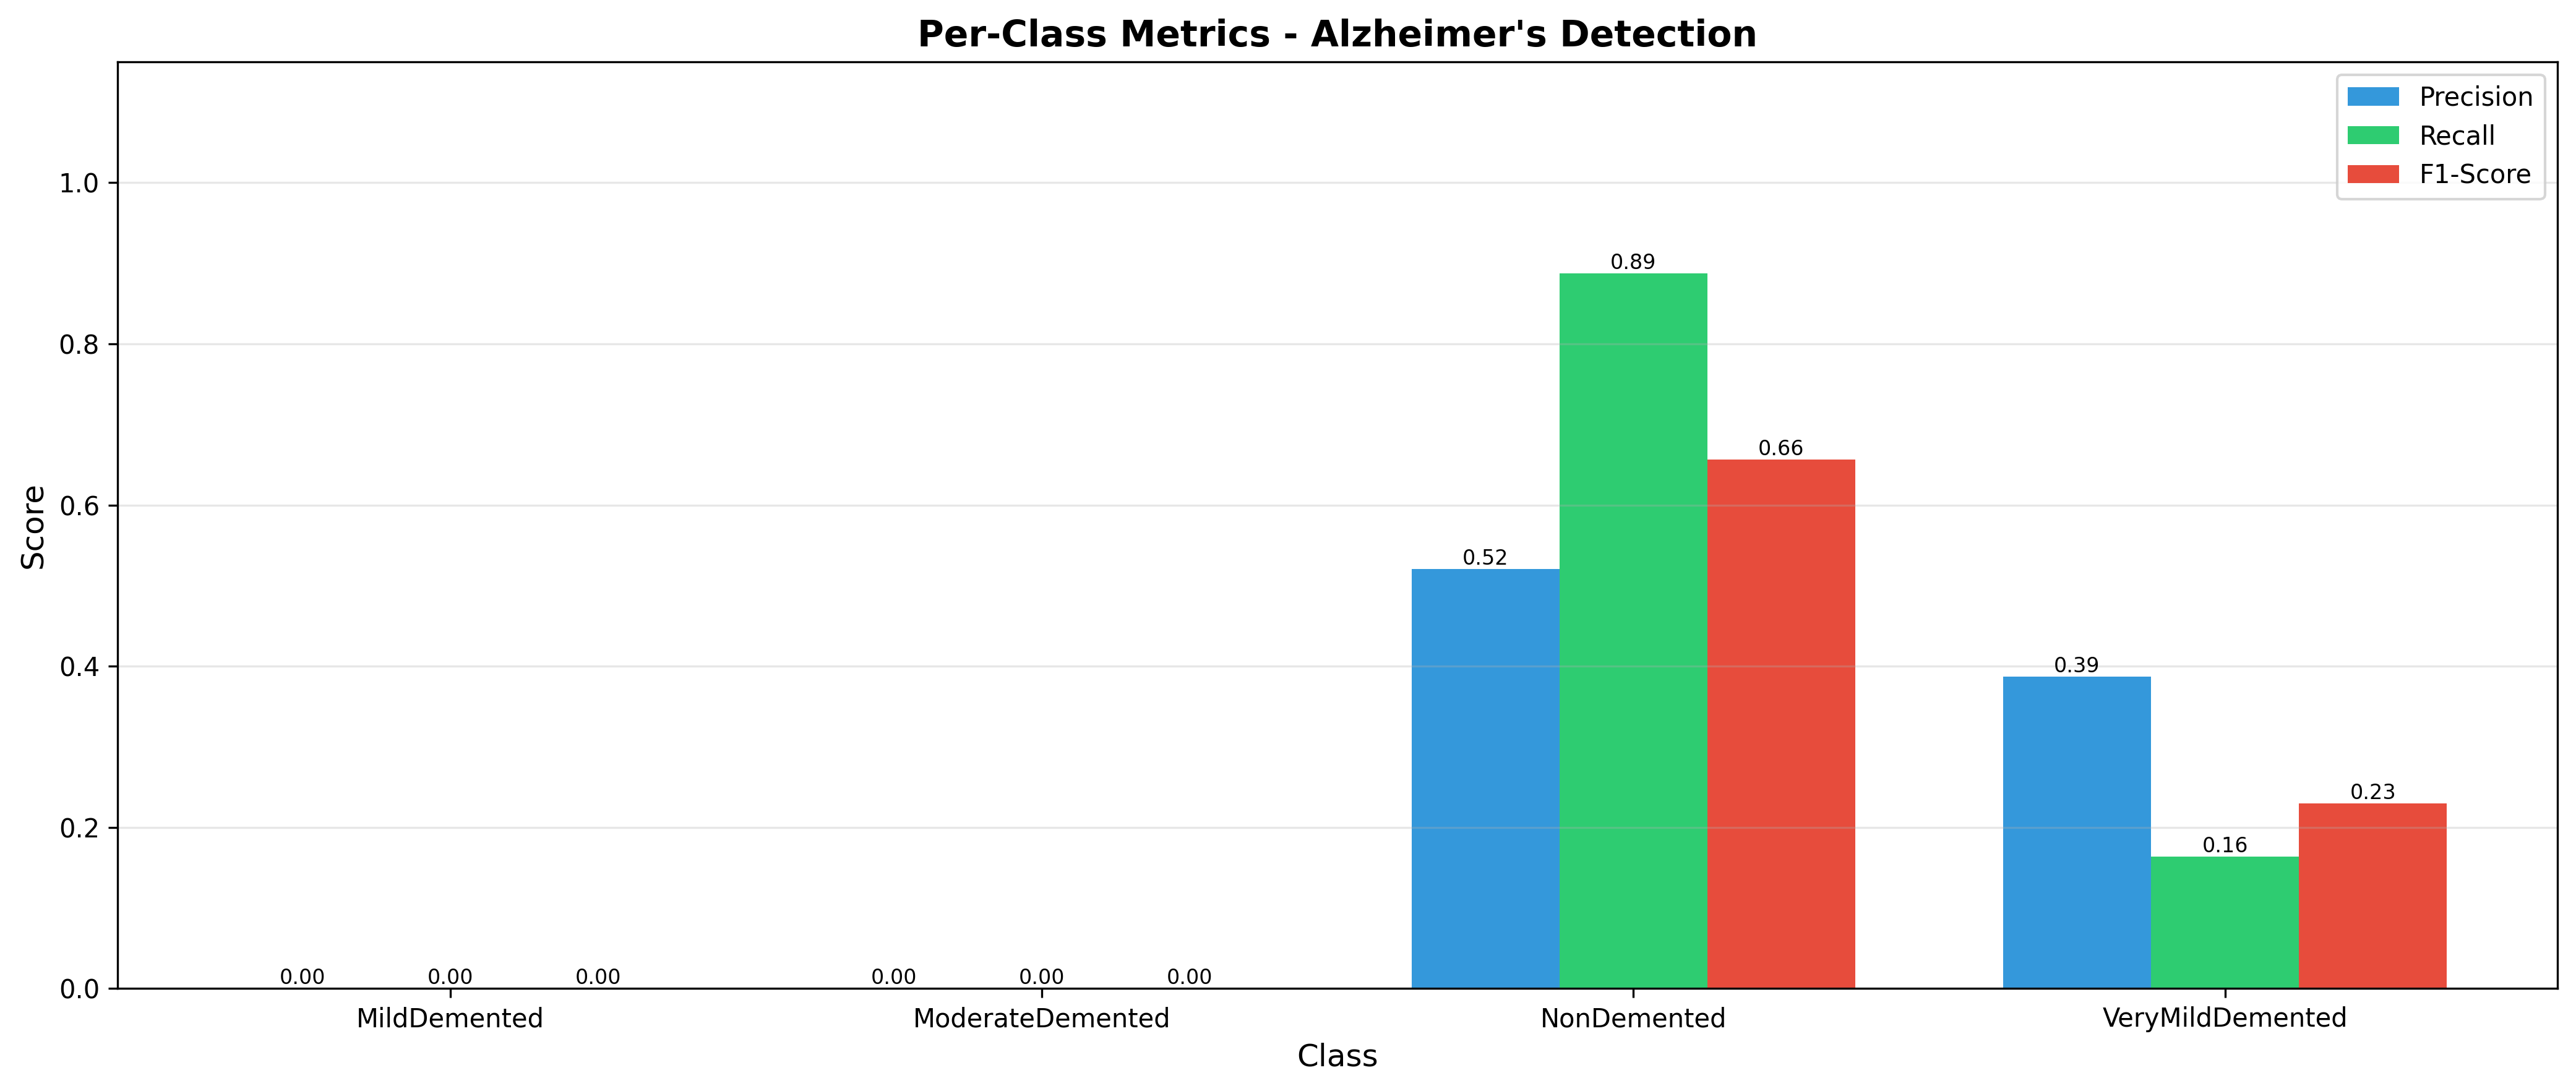 Per-Class Metrics - Alzheimer's Detection
Precision
Recall
F1-Score
Score
1.0
0.8
0.6
0.4
0.2
0.0
0.00 0.00 0.00
0.00 0.00 0.00
0.52 0.89 0.66
0.39 0.16 0.23
MildDemented ModerateDemented NonDemented VeryMildDemented
Class